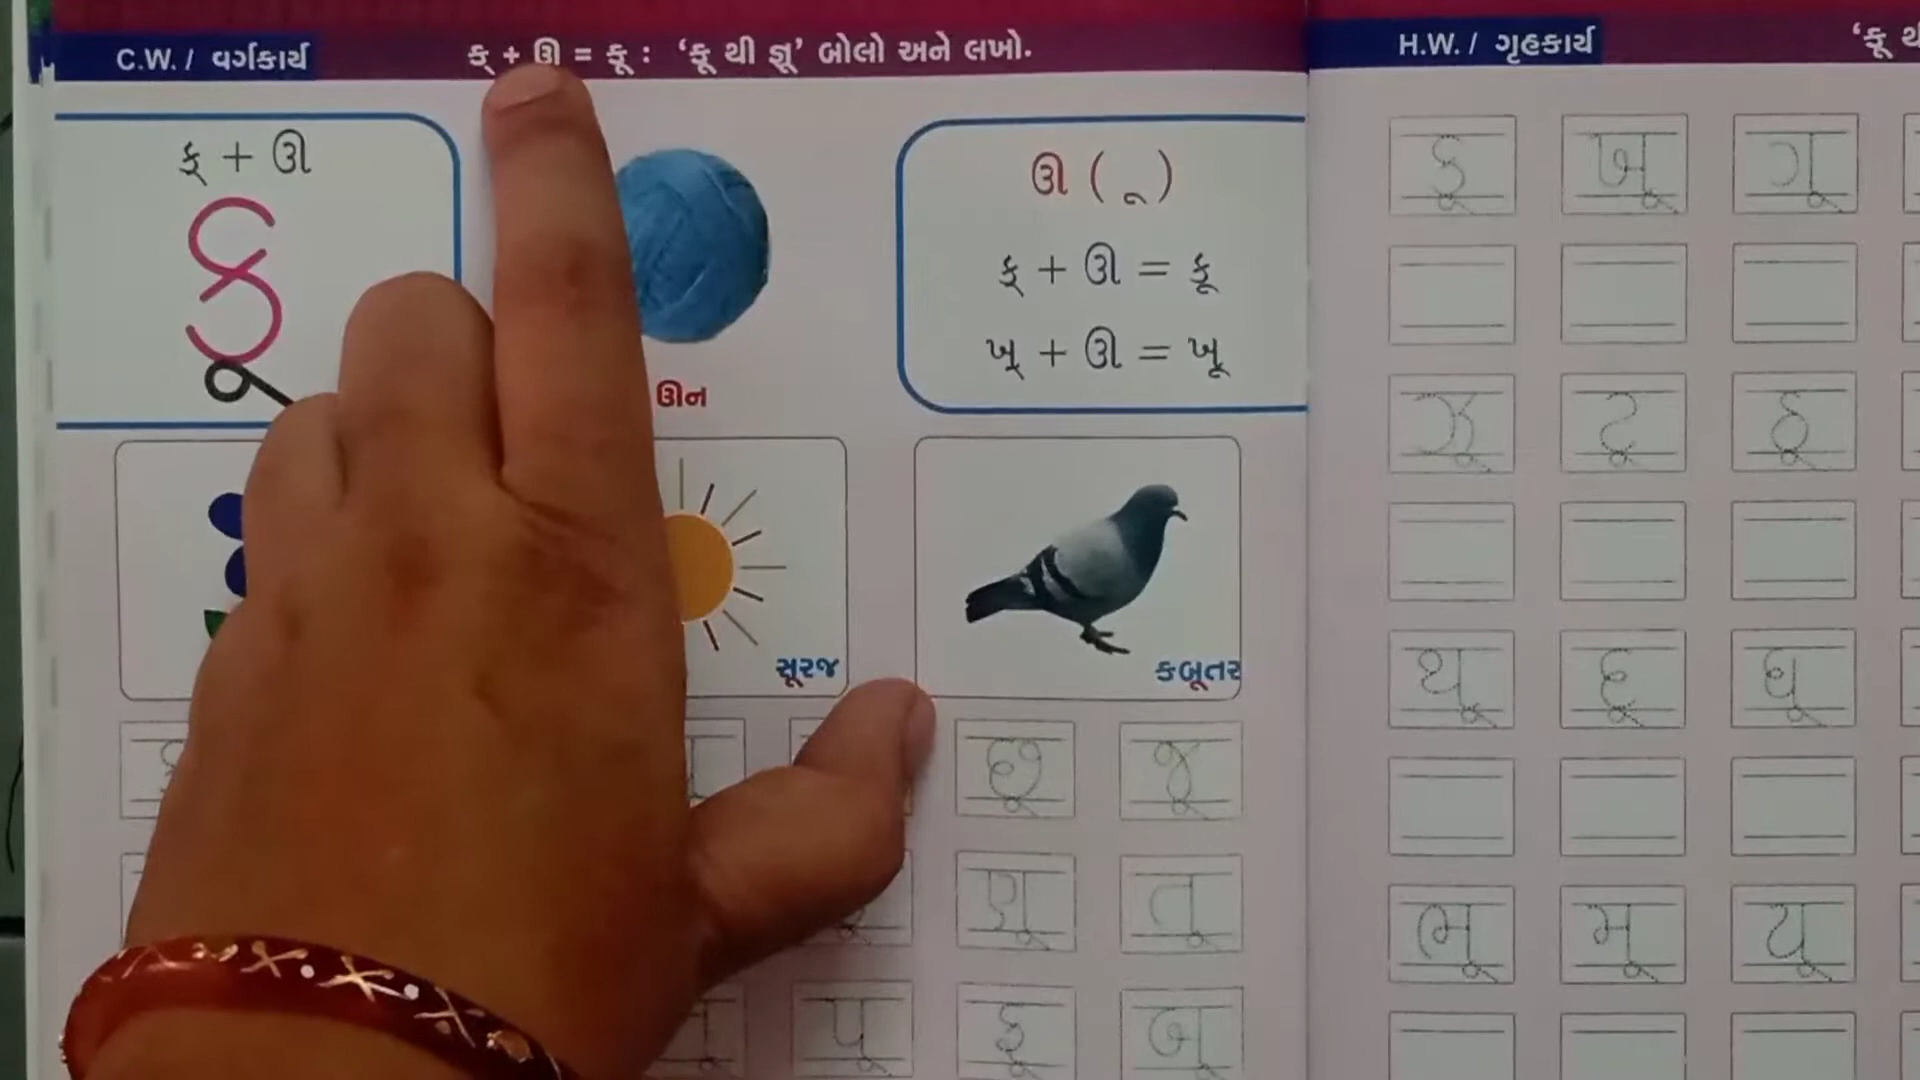 C.W. / વર્ગકાર્ય
ક્ + ઊ = કૂ : ‘કૂ થી જ્ઞૂ’ બોલો અને લખો.
H.W. / ગૃહકાર્ય
‘કૂ થી
ક્ + ઊ
ક
ઊન
ઊ ( ૂ )
ક્ + ઊ = કૂ
ખ્ + ઊ = ખૂ
સૂરજ
કબૂતર
છૂ જૂ
ણૂ તૂ
પૂ ફૂ બૂ
કૂ ખૂ ગૂ
ઝૂ ટૂ ઠૂ
થૂ દૂ ધૂ
ભૂ મૂ યૂ